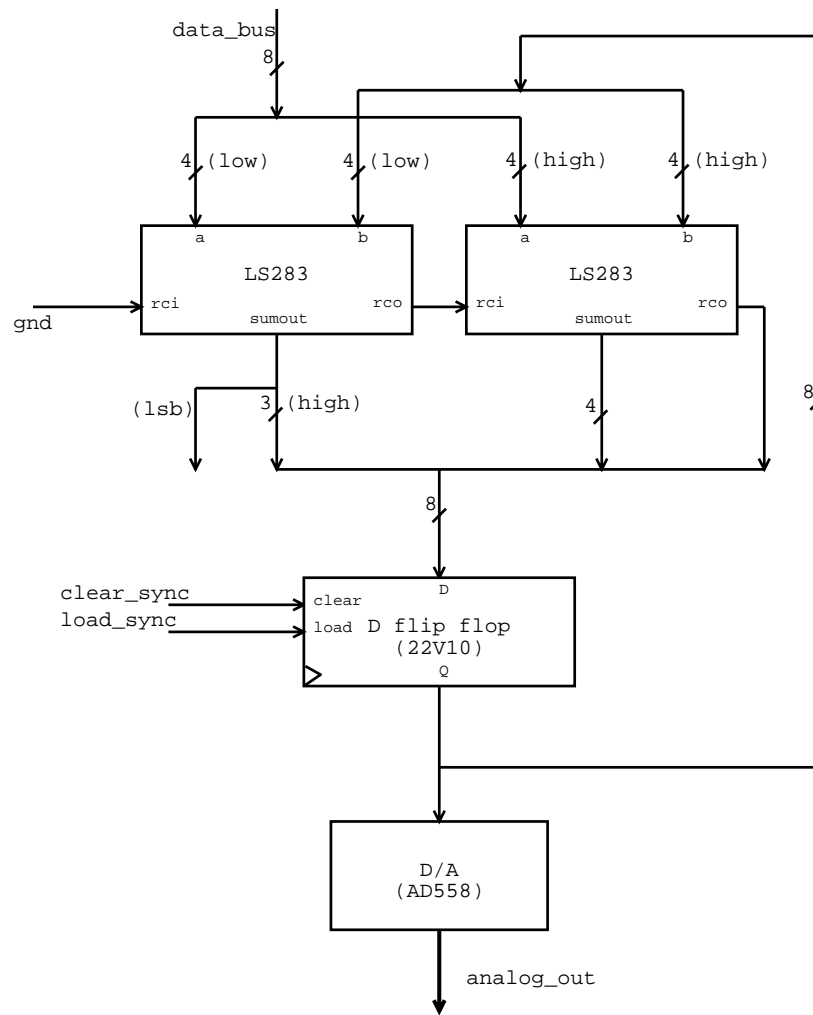 data_bus
8
4 (low)
4 (low)
4 (high)
4 (high)
a
b
a
b
LS283
LS283
rci
rco
rci
rco
gnd
sumout
sumout
(lsb)
3 (high)
4
8
8
D
clear_sync
clear
load_sync
load
D flip flop
(22V10)
Q
D/A
(AD558)
analog_out